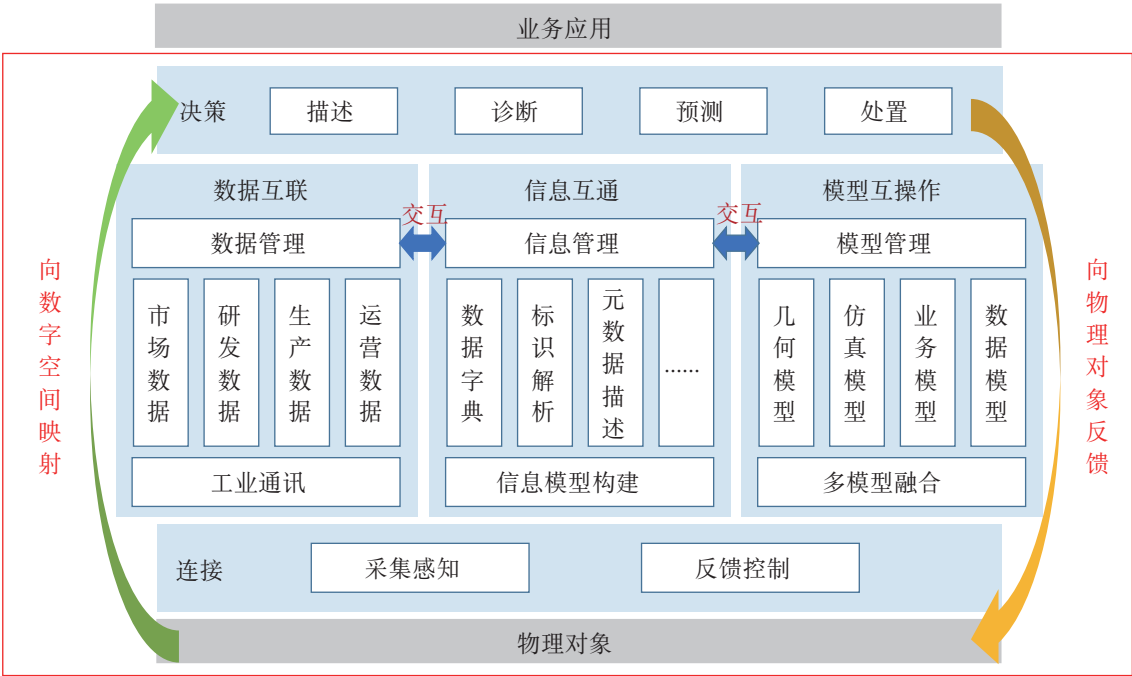 业务应用
决策
描述
诊断
预测
处置
数据互联
信息互通
模型互操作
交互
交互
数据管理
信息管理
模型管理
向数字空间映射
市场数据
研发数据
生产数据
运营数据
数据字典
标识解析
元数据描述
......
几何模型
仿真模型
业务模型
数据模型
向物理对象反馈
工业通讯
信息模型构建
多模型融合
连接
采集感知
反馈控制
物理对象